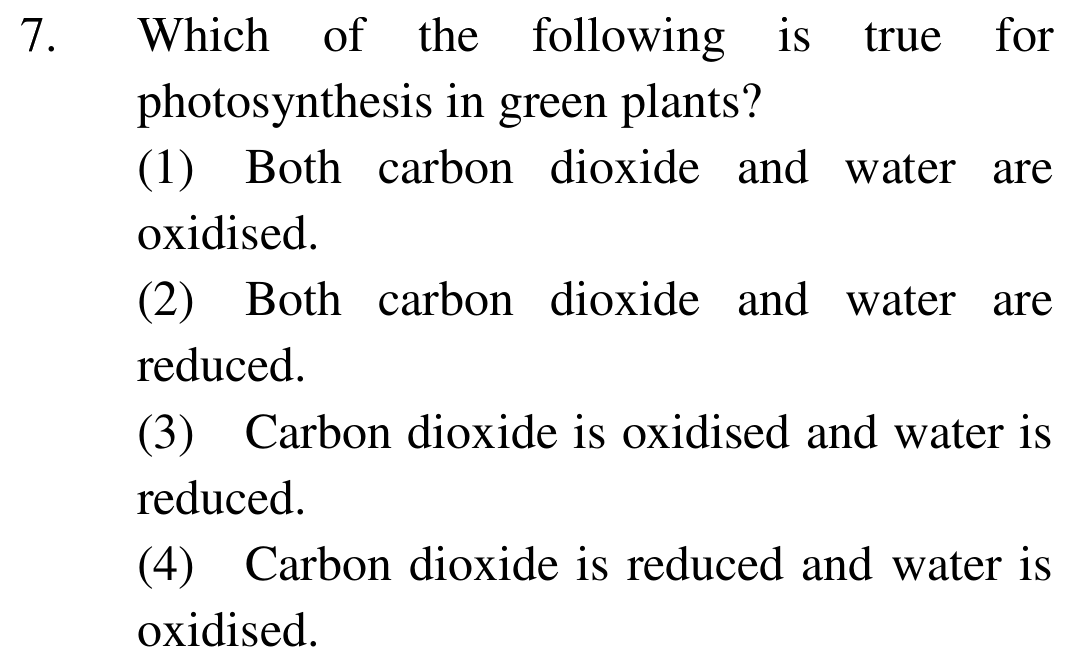 7. Which of the following is true for
photosynthesis in green plants?
(1) Both carbon dioxide and water are
oxidised.
(2) Both carbon dioxide and water are
reduced.
(3) Carbon dioxide is oxidised and water is
reduced.
(4) Carbon dioxide is reduced and water is
oxidised.